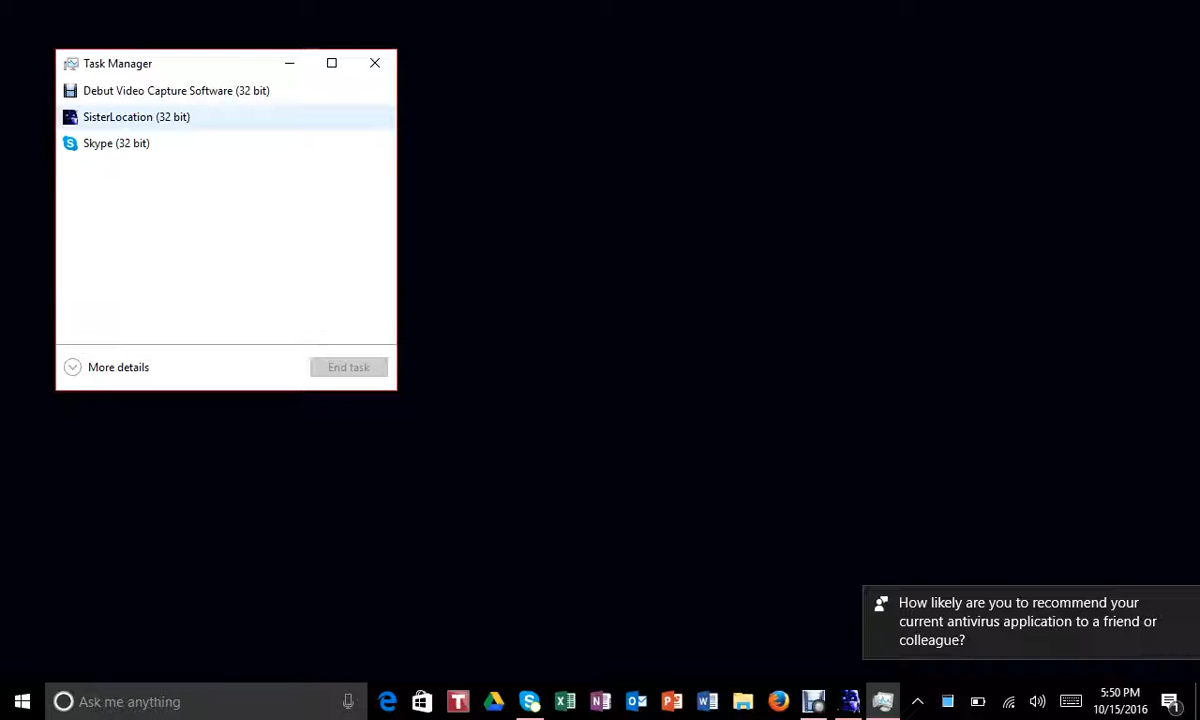 Task Manager
Debut Video Capture Software (32 bit)
SisterLocation (32 bit)
Skype (32 bit)
More details
End task
How likely are you to recommend your
current antivirus application to a friend or
colleague?
Ask me anything
5:50 PM
10/15/2016
1